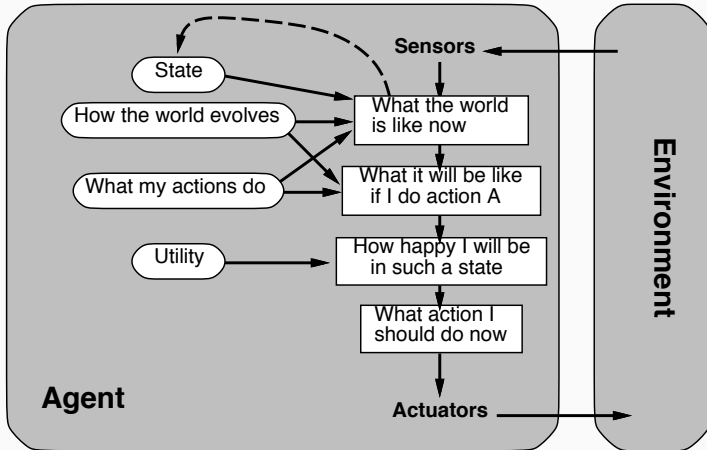 Sensors
State
What the world
is like now
How the world evolves
What my actions do
What it will be like
if I do action A
Utility
How happy I will be
in such a state
What action I
should do now
Agent
Actuators
Environment